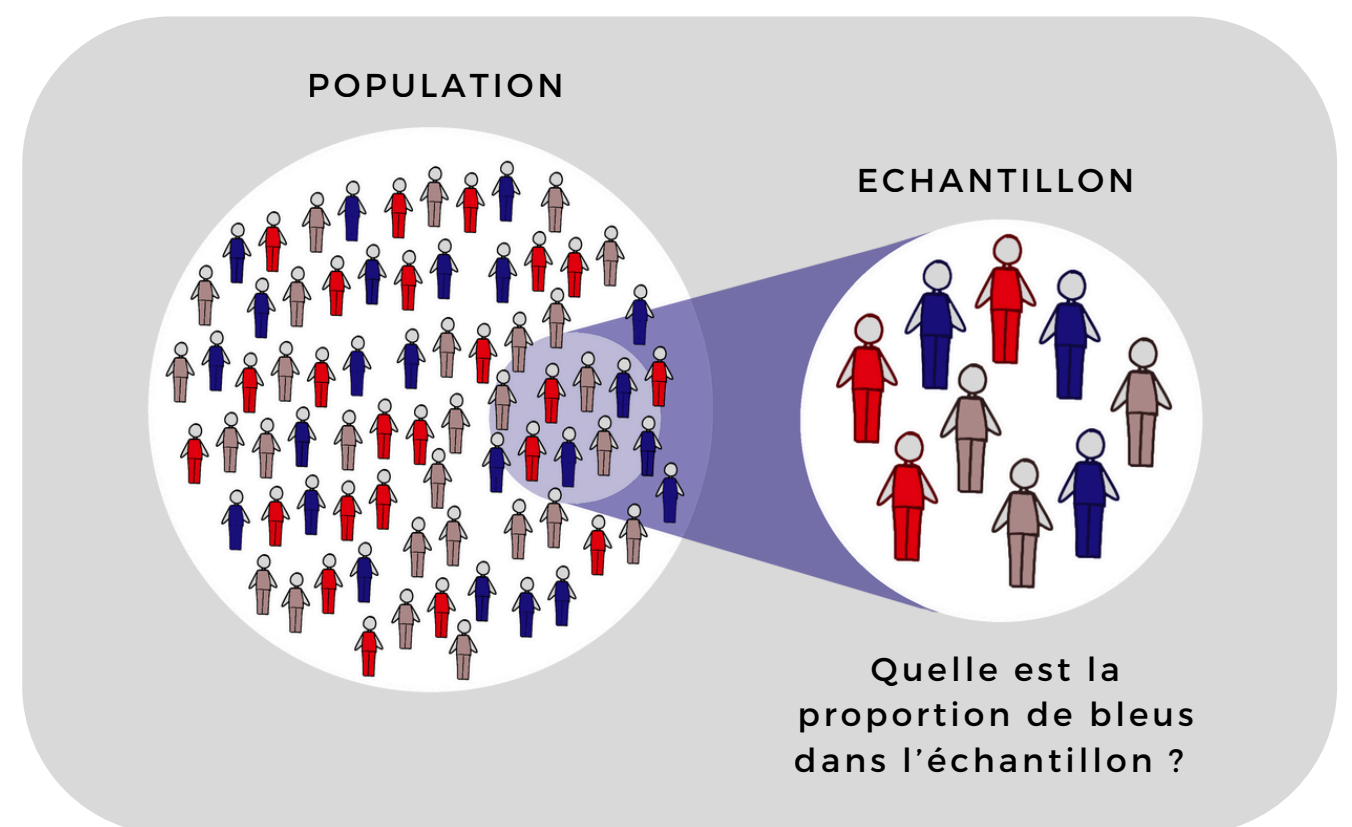 POPULATION
ECHANTILLON
Quelle est la
proportion de bleus
dans l'échantillon ?